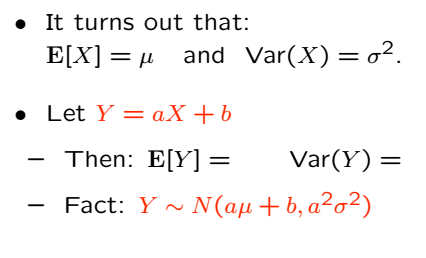 • It turns out that:
E[X] = μ and Var(X) = σ².
• Let Y = aX + b
– Then: E[Y] = Var(Y) =
– Fact: Y ∼ N(aμ + b, a²σ²)